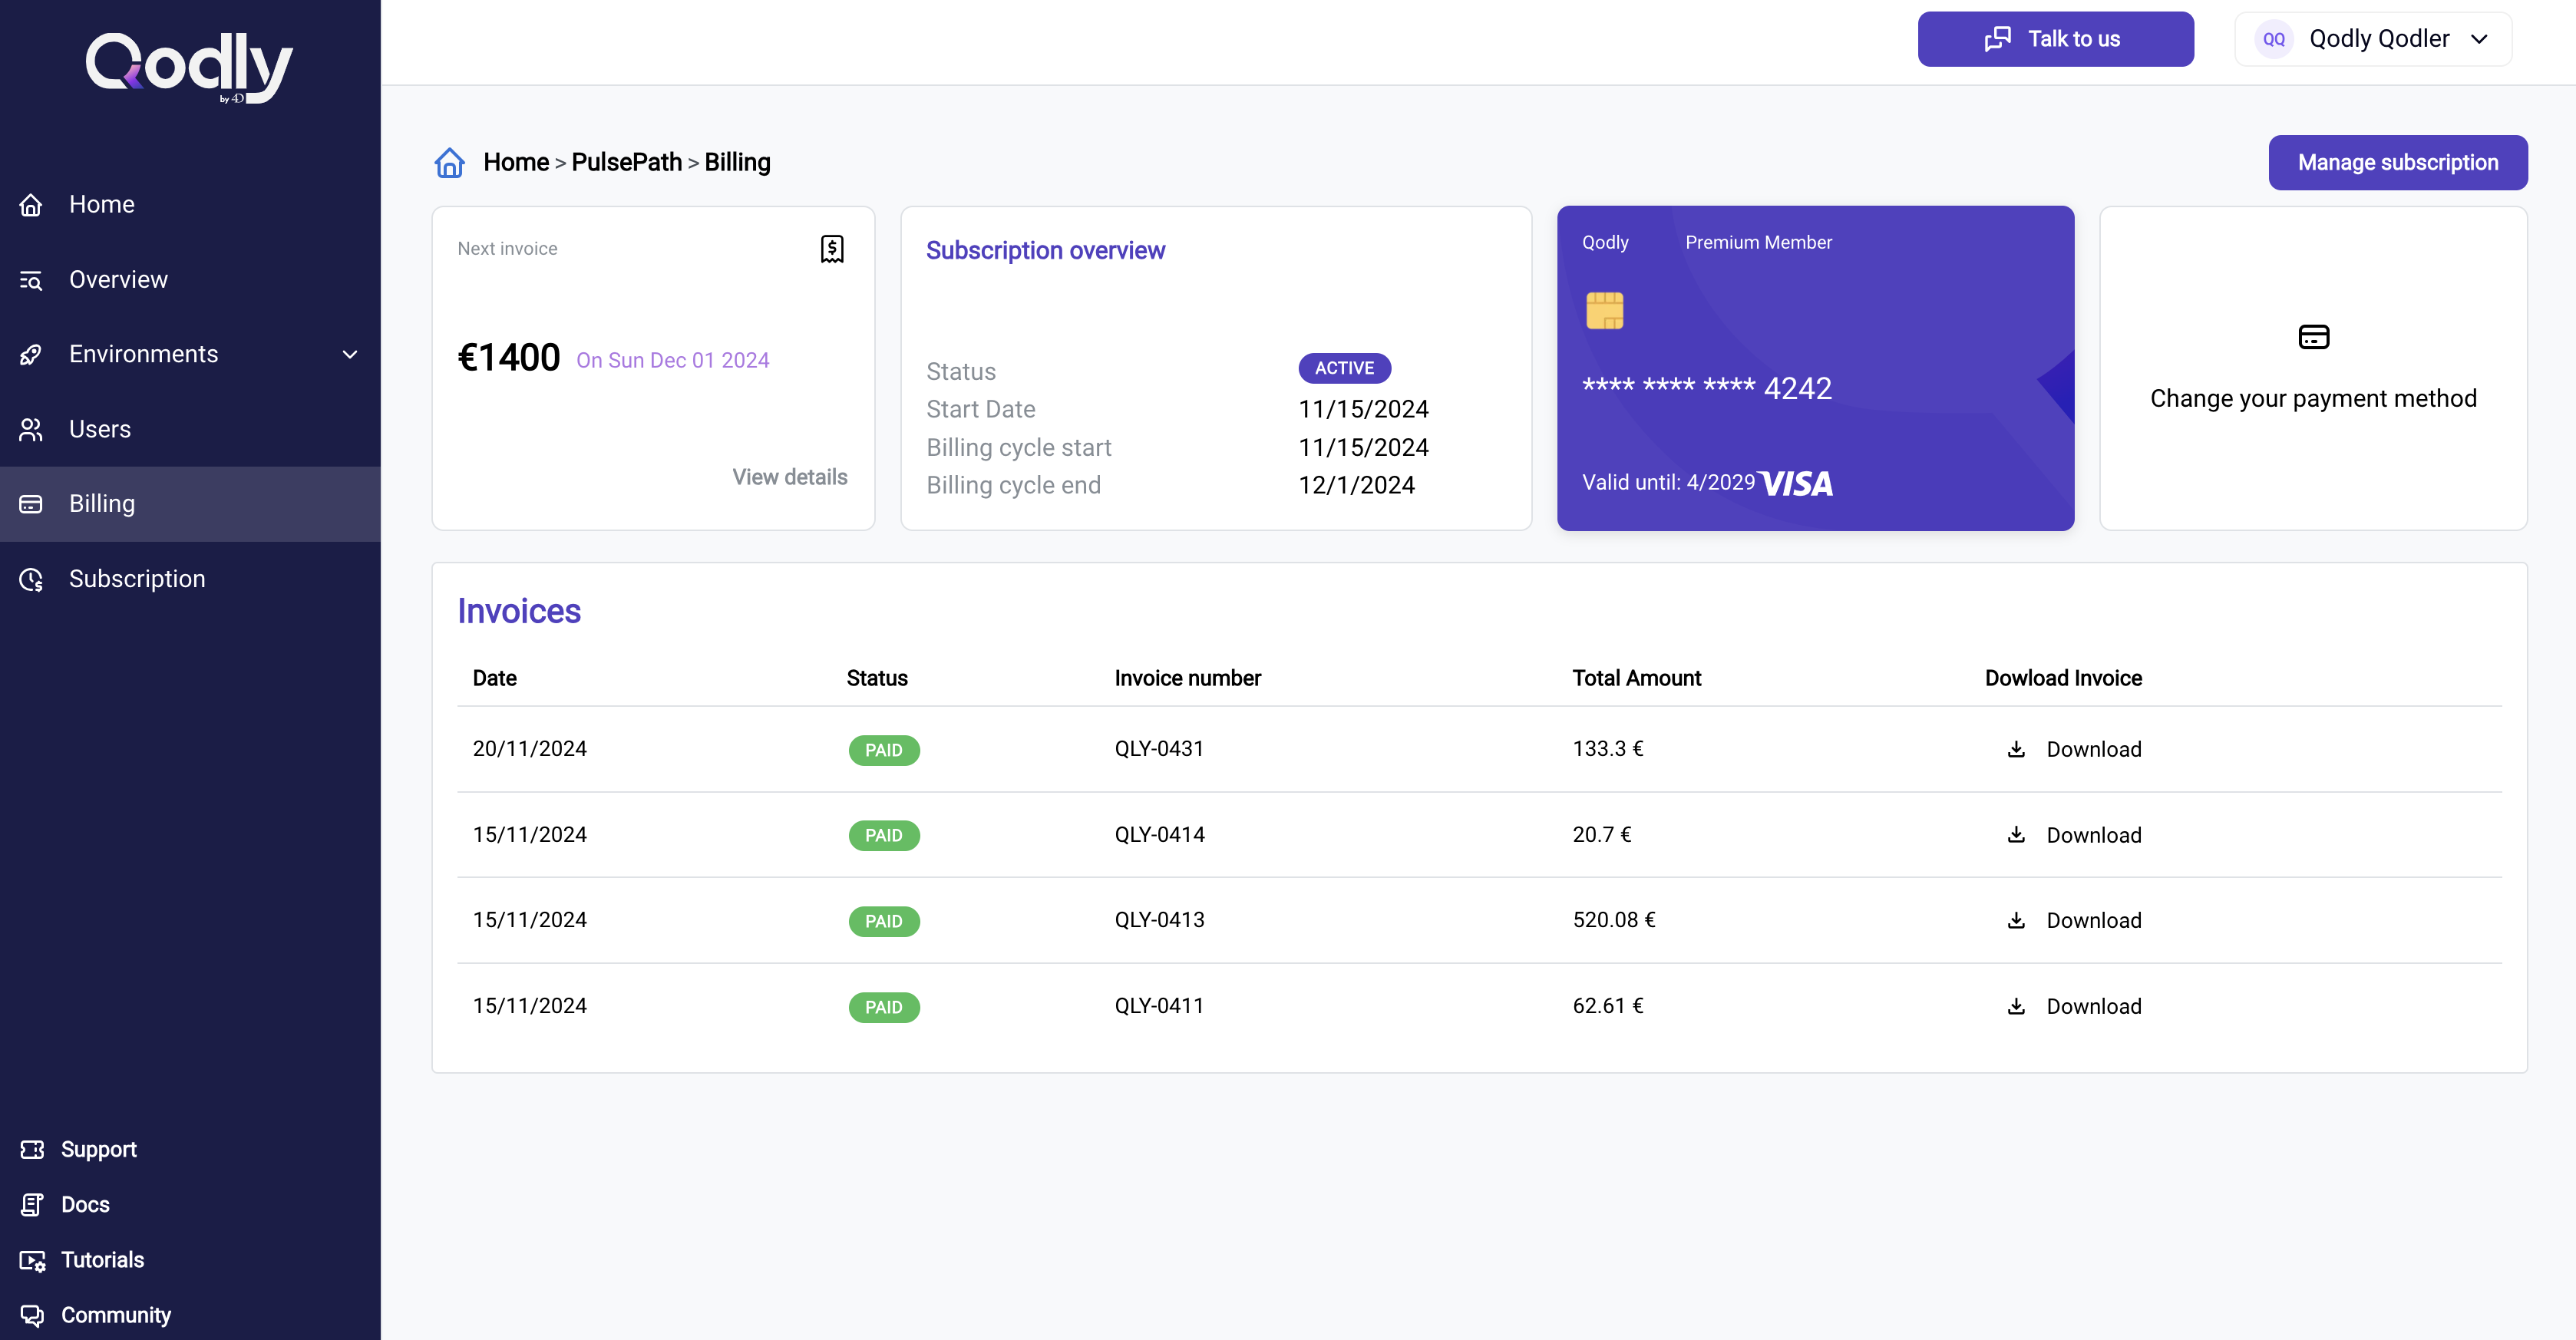 Qodly
by 4D
Home
Overview
Environments
Users
Billing
Subscription
Support
Docs
Tutorials
Community
Talk to us
QQ Qodly Qodler
Home > PulsePath > Billing
Manage subscription
Next invoice
€1400 On Sun Dec 01 2024
View details
Subscription overview
Status ACTIVE
Start Date 11/15/2024
Billing cycle start 11/15/2024
Billing cycle end 12/1/2024
Qodly Premium Member
**** **** **** 4242
Valid until: 4/2029 VISA
Change your payment method
Invoices
Date Status Invoice number Total Amount Dowload Invoice
20/11/2024 PAID QLY-0431 133.3 € Download
15/11/2024 PAID QLY-0414 20.7 € Download
15/11/2024 PAID QLY-0413 520.08 € Download
15/11/2024 PAID QLY-0411 62.61 € Download